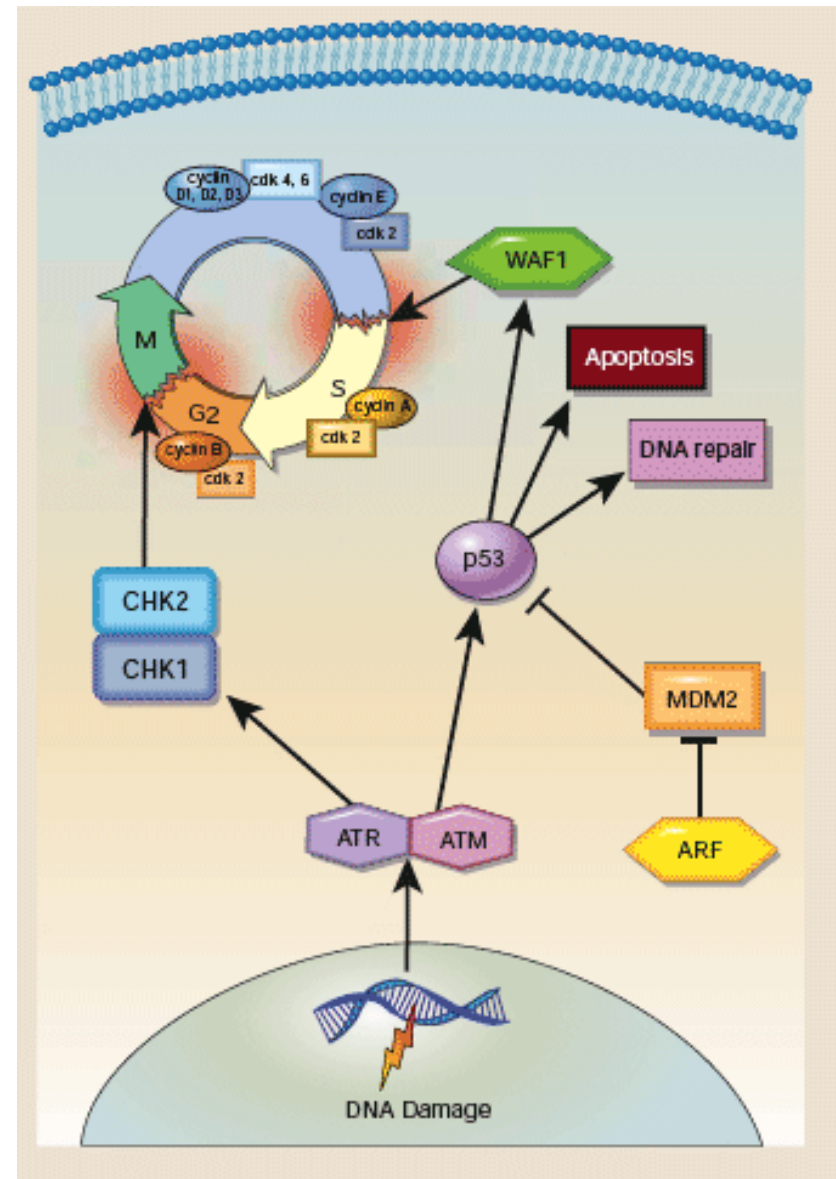 cyclin
D1, D2, D3
cdk 4, 6
cyclin E
cdk 2
WAF1
Apoptosis
M
S
cyclin A
cdk 2
G2
cyclin B
cdk 2
DNA repair
p53
CHK2
CHK1
MDM2
ATR
ATM
ARF
DNA Damage